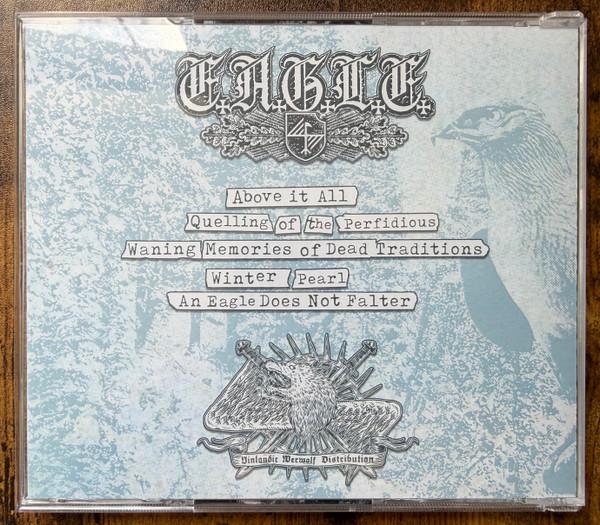 E.A.G.L.E.
Above it All
Quelling of the Perfidious
Waning Memories of Dead Traditions
Winter Pearl
An Eagle Does Not Falter
Vinlandic Werwolf Distribution